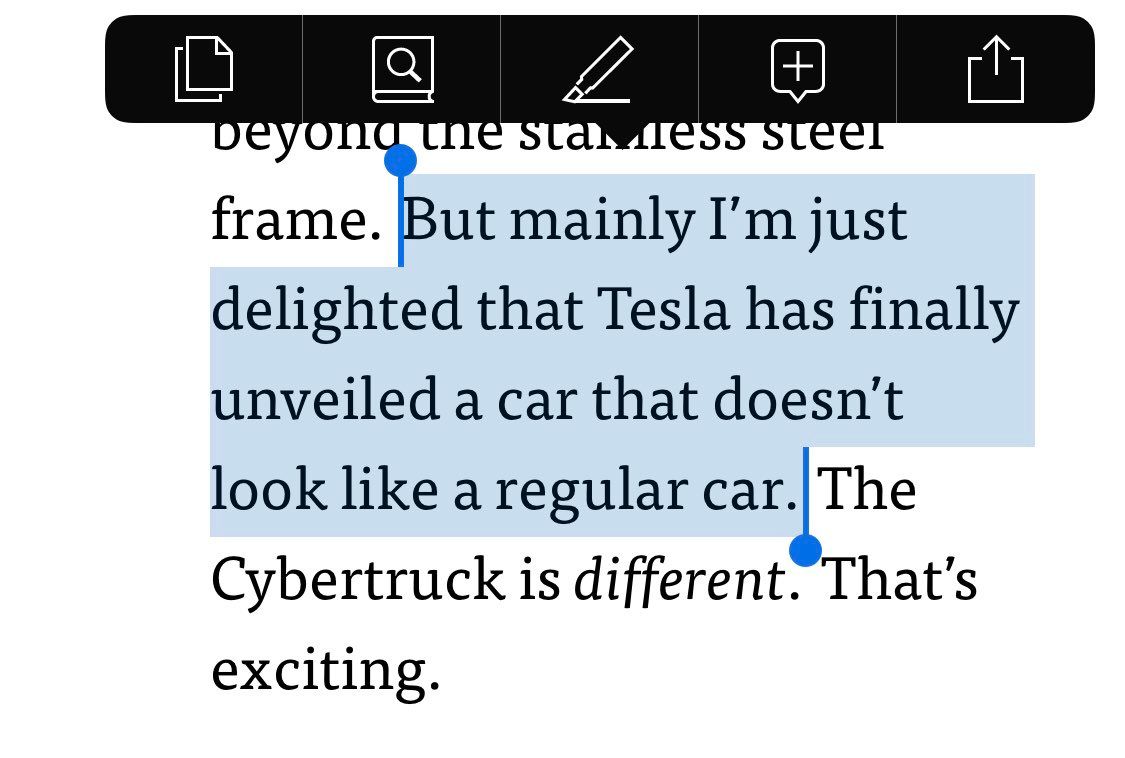 beyond the stainless steel
frame. But mainly I’m just
delighted that Tesla has finally
unveiled a car that doesn’t
look like a regular car. The
Cybertruck is different. That’s
exciting.